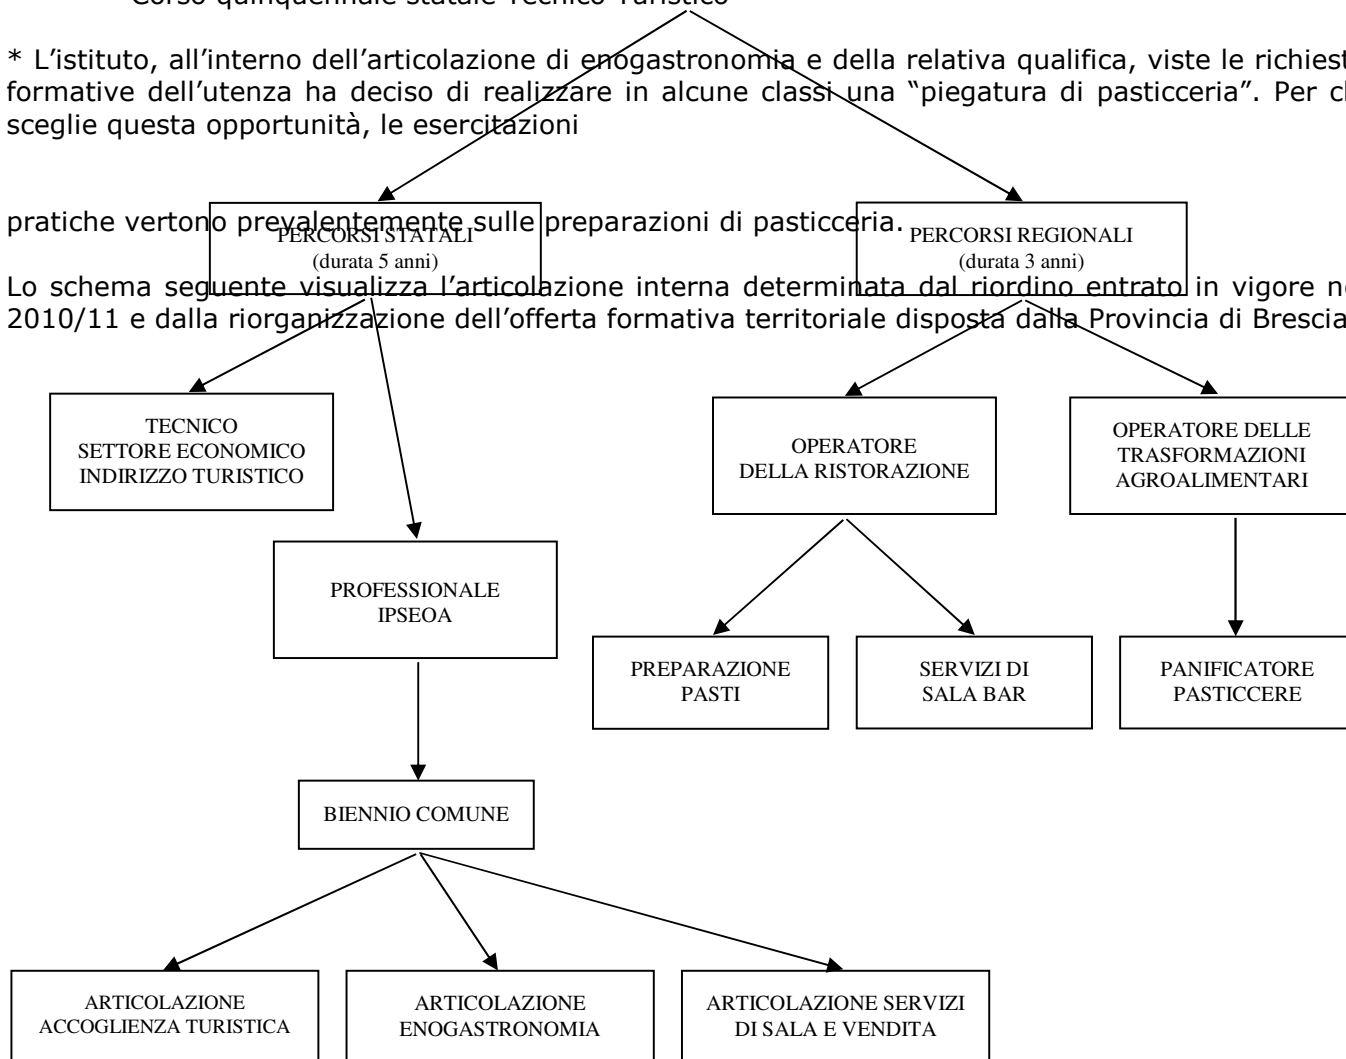 Corso quinquennale statale Tecnico Turistico
* L’istituto, all’interno dell’articolazione di enogastronomia e della relativa qualifica, viste le richiest
formative dell’utenza ha deciso di realizzare in alcune classi una “piegatura di pasticceria”. Per c
sceglie questa opportunità, le esercitazioni
pratiche vertono prevalentemente sulle preparazioni di pasticceria.
PERCORSI STATALI
(durata 5 anni)
PERCORSI REGIONALI
(durata 3 anni)
Lo schema seguente visualizza l’articolazione interna determinata dal riordino entrato in vigore n
2010/11 e dalla riorganizzazione dell’offerta formativa territoriale disposta dalla Provincia di Brescia
TECNICO
SETTORE ECONOMICO
INDIRIZZO TURISTICO
OPERATORE
DELLA RISTORAZIONE
OPERATORE DELLE
TRASFORMAZIONI
AGROALIMENTARI
PROFESSIONALE
IPSEOA
PREPARAZIONE
PASTI
SERVIZI DI
SALA BAR
PANIFICATORE
PASTICCERE
BIENNIO COMUNE
ARTICOLAZIONE
ACCOGLIENZA TURISTICA
ARTICOLAZIONE
ENOGASTRONOMIA
ARTICOLAZIONE SERVIZI
DI SALA E VENDITA